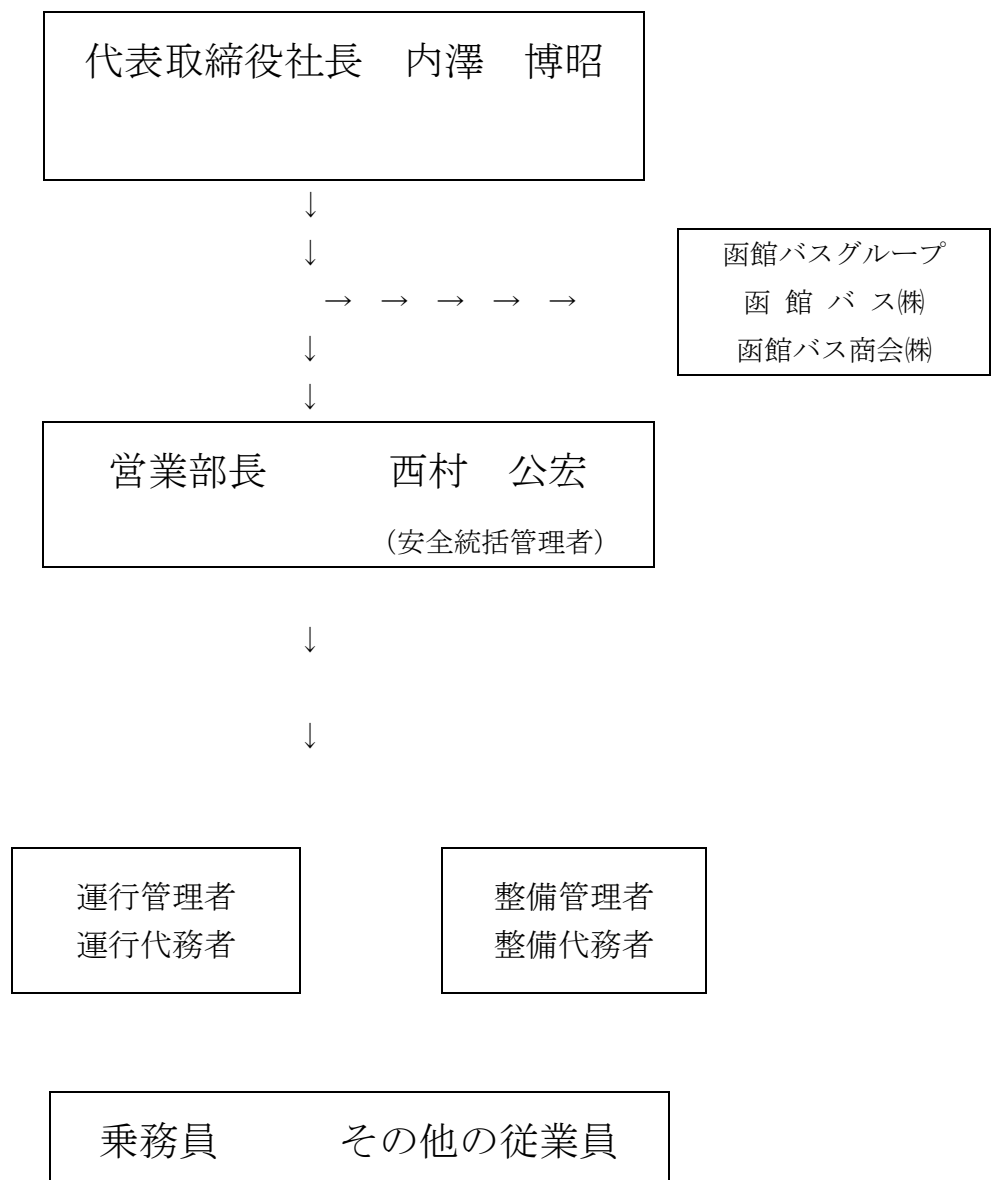 代表取締役社長　内澤　博昭
↓
↓
函館バスグループ
→　→　→　→　→　函 館 バ ス㈱
↓　函館バス商会㈱
↓
営業部長　西村　公宏
（安全統括管理者）
↓
↓
運行管理者　整備管理者
運行代務者　整備代務者
乗務員　その他の従業員